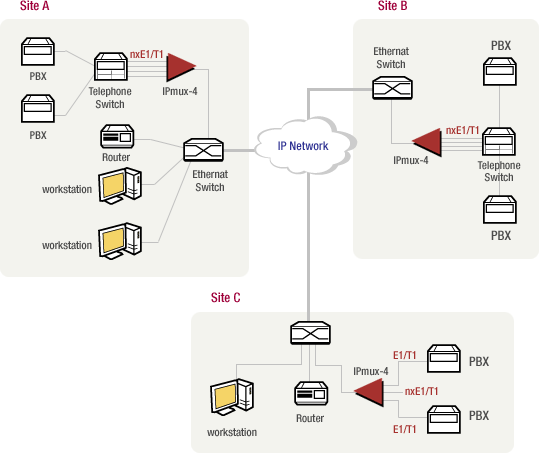 Site A
PBX
nxE1/T1
Telephone
Switch
IPmux-4
PBX
Router
workstation
Ethernat
Switch
workstation
IP Network
Site B
Ethernat
Switch
PBX
nxE1/T1
IPmux-4
Telephone
Switch
PBX
Site C
workstation
Router
IPmux-4
E1/T1
PBX
nxE1/T1
E1/T1
PBX